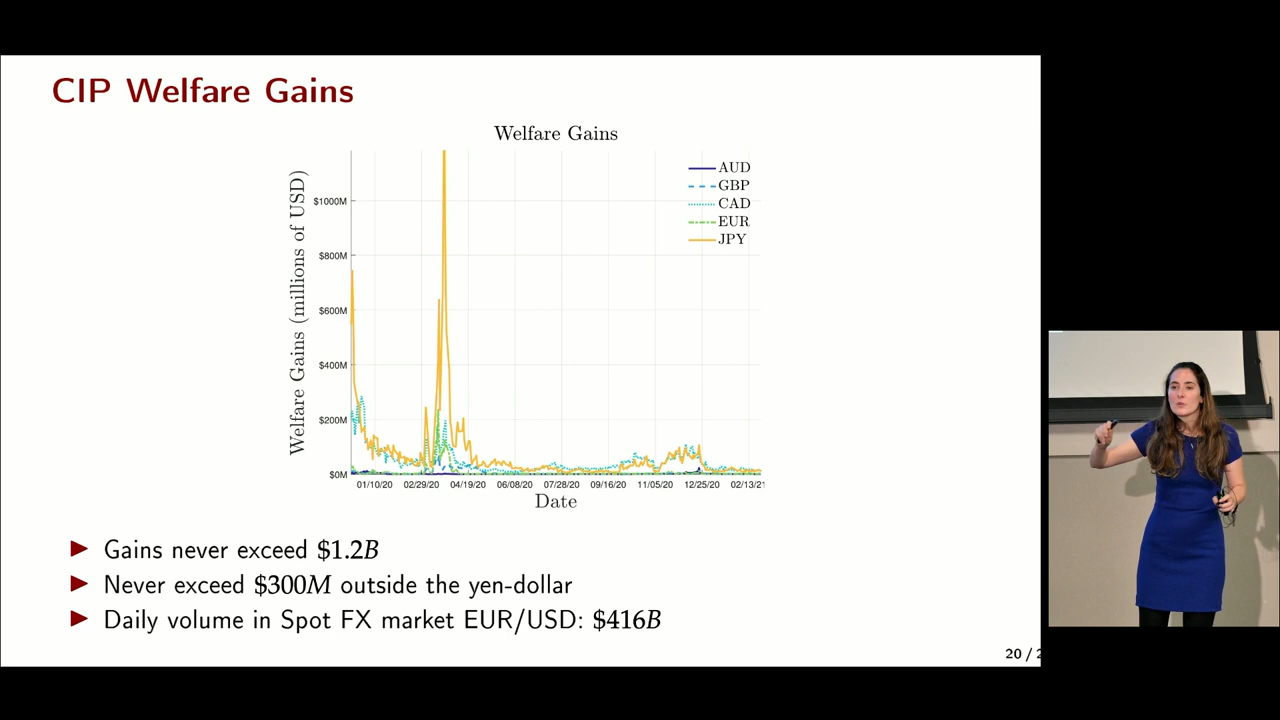 CIP Welfare Gains
Welfare Gains
Welfare Gains (millions of USD)
$1000M
$800M
$600M
$400M
$200M
$0M
AUD
GBP
CAD
EUR
JPY
01/10/20 02/29/20 04/19/20 06/08/20 07/28/20 09/16/20 11/05/20 12/25/20 02/13/21
Date
▶ Gains never exceed $1.2B
▶ Never exceed $300M outside the yen-dollar
▶ Daily volume in Spot FX market EUR/USD: $416B
20 /